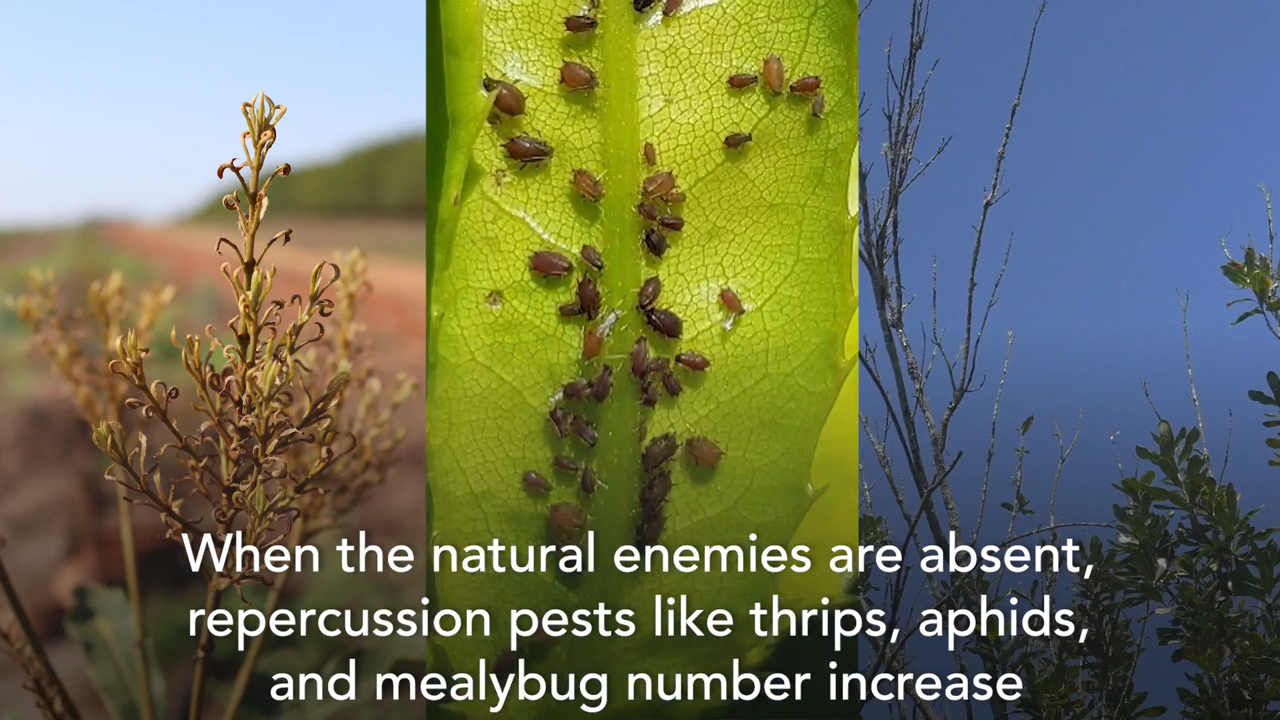 When the natural enemies are absent,
repercussion pests like thrips, aphids,
and mealybug number increase